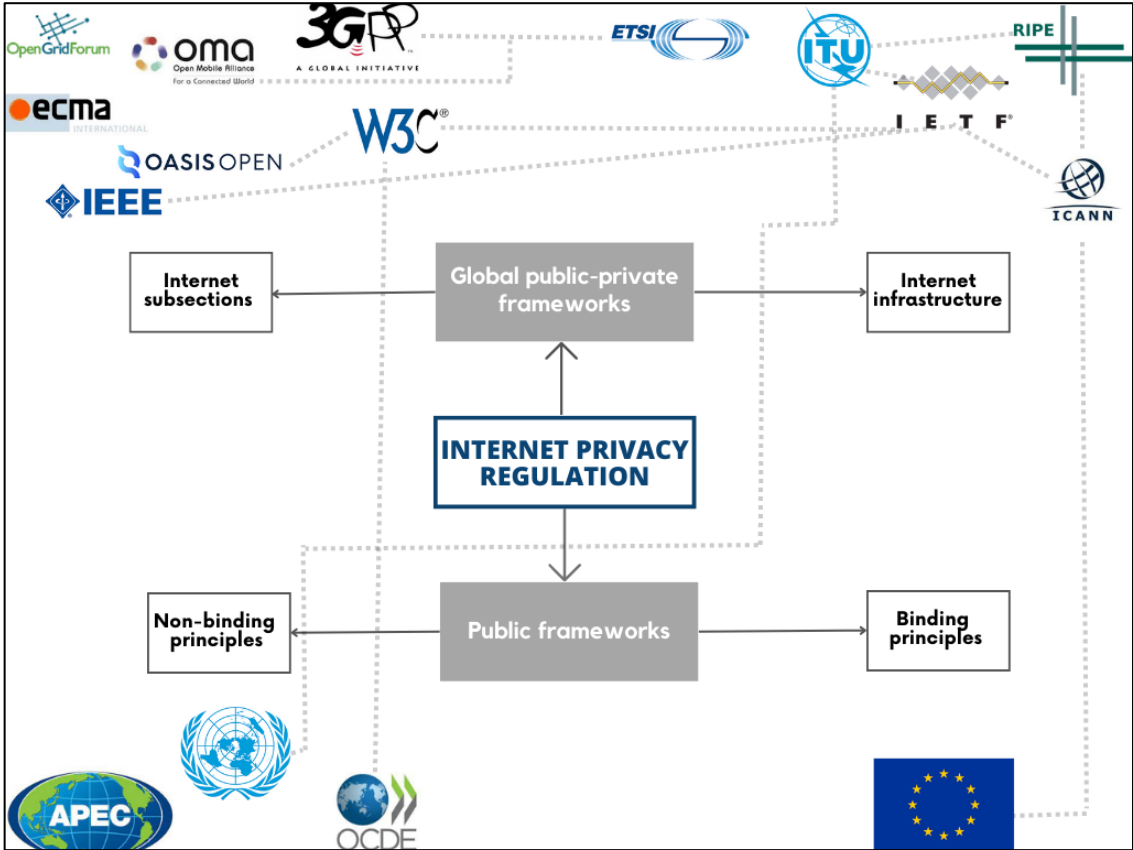 OpenGridForum
oma
Open Mobile Alliance
For a Connected World
3GPP™
A GLOBAL INITIATIVE
ETSI
ITU
RIPE
ecma
INTERNATIONAL
W3C®
IETF®
OASIS OPEN
IEEE
ICANN
Internet
subsections
Global public-private
frameworks
Internet
infrastructure
INTERNET PRIVACY
REGULATION
Non-binding
principles
Public frameworks
Binding
principles
APEC
OCDE